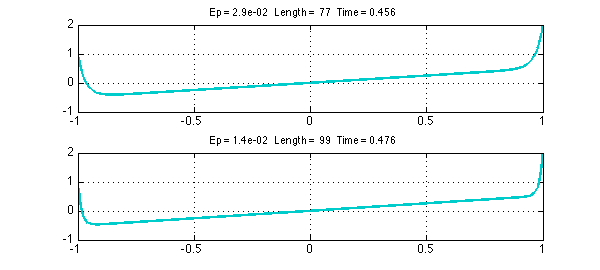 Ep = 2.9e-02 Length = 77 Time = 0.456
2
1
0
-1
-1 -0.5 0 0.5 1
Ep = 1.4e-02 Length = 99 Time = 0.476
2
1
0
-1
-1 -0.5 0 0.5 1